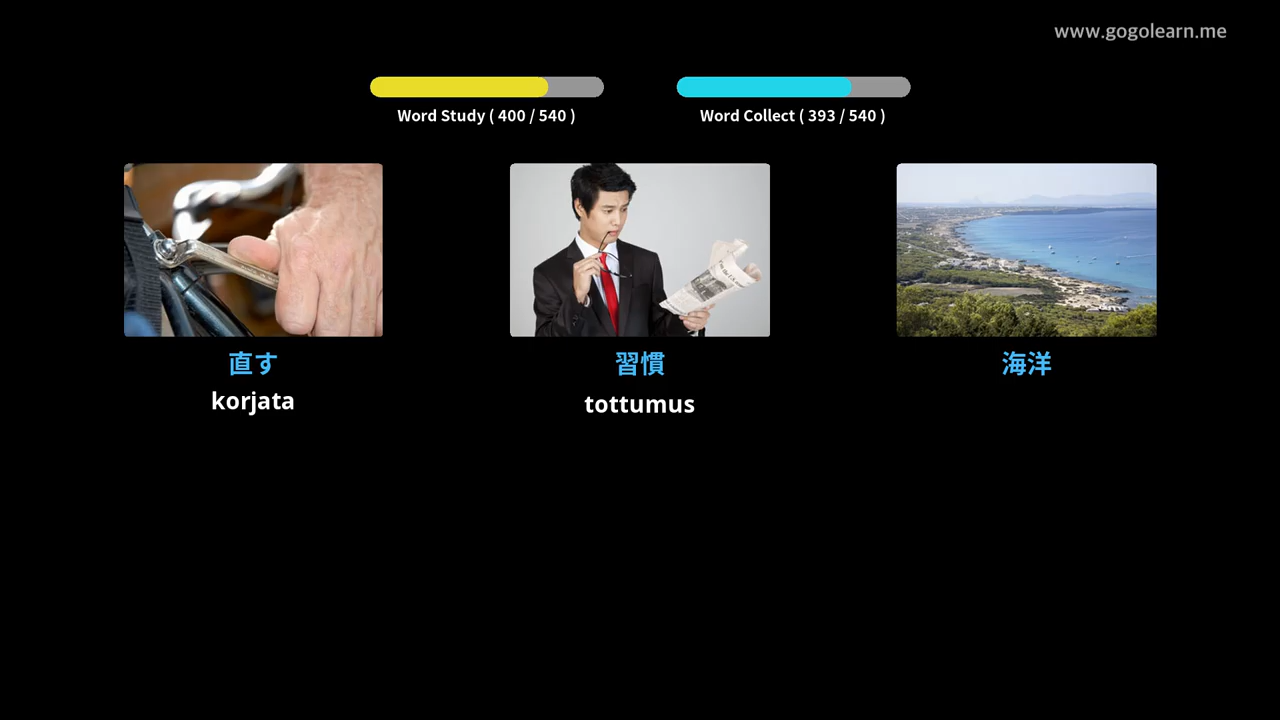 www.gogolearn.me
Word Study ( 400 / 540 )
Word Collect ( 393 / 540 )
直す
korjata
習慣
tottumus
海洋